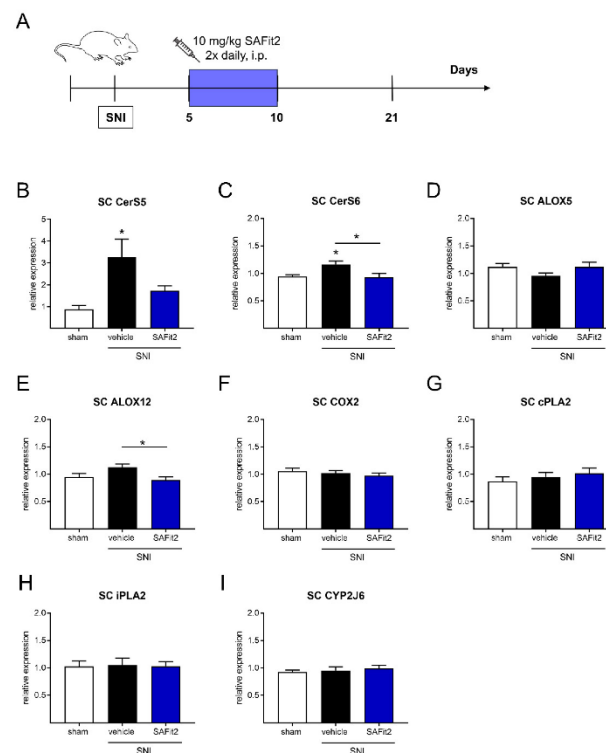 A
10 mg/kg SAFit2
2x daily, i.p.
Days
SNI
5
10
21
B
SC CerS5
relative expression
5
4
3
2
1
sham
vehicle
SAFit2
SNI
*
C
SC CerS6
relative expression
2.0
1.5
1.0
0.5
sham
vehicle
SAFit2
SNI
*
*
D
SC ALOX5
relative expression
2.0
1.5
1.0
0.5
sham
vehicle
SAFit2
SNI
E
SC ALOX12
relative expression
2.0
1.5
1.0
0.5
sham
vehicle
SAFit2
SNI
*
F
SC COX2
relative expression
2.0
1.5
1.0
0.5
sham
vehicle
SAFit2
SNI
G
SC cPLA2
relative expression
2.0
1.5
1.0
0.5
sham
vehicle
SAFit2
SNI
H
SC iPLA2
relative expression
2.0
1.5
1.0
0.5
sham
vehicle
SAFit2
SNI
I
SC CYP2J6
relative expression
2.0
1.5
1.0
0.5
sham
vehicle
SAFit2
SNI